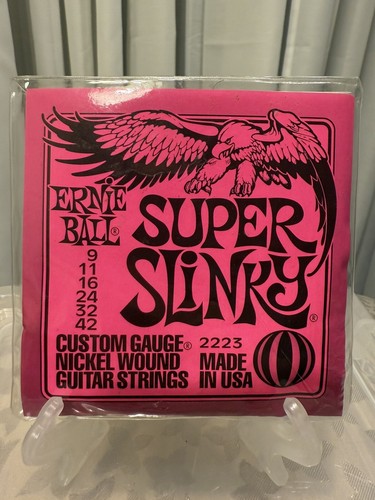 ERNIE
BALL®
SUPER
SLINKY®
9
11
16
24
32
42
CUSTOM GAUGE® 2223
NICKEL WOUND MADE
GUITAR STRINGS IN USA